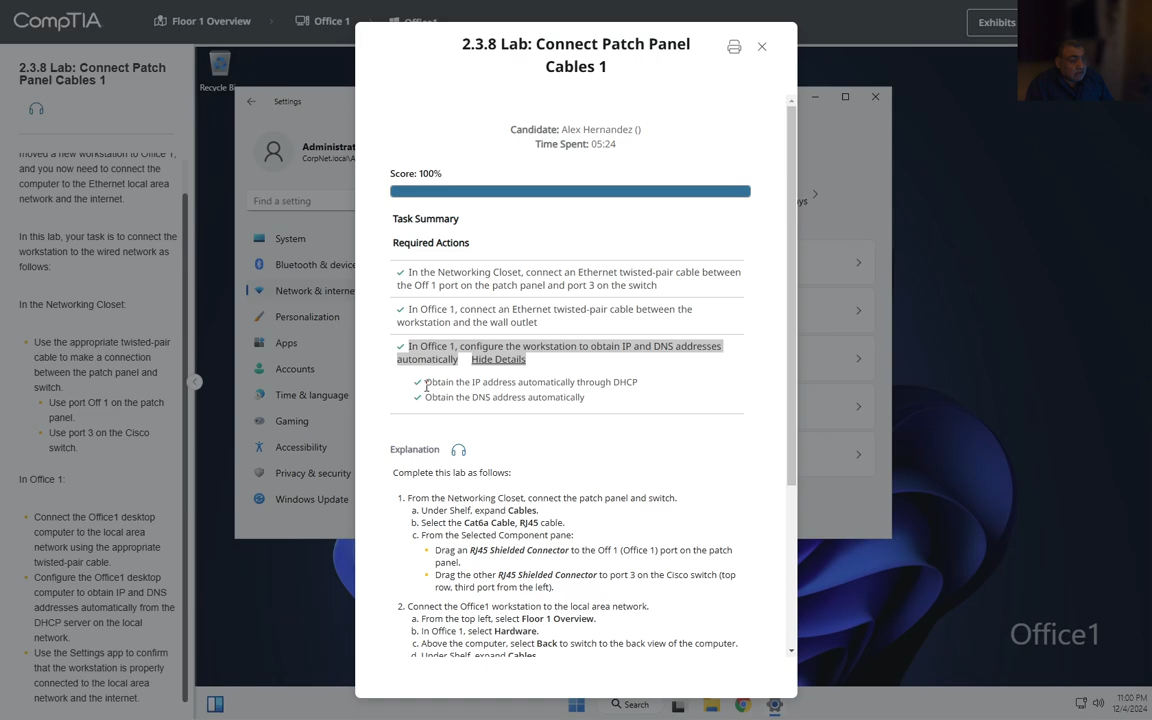 CompTIA
Floor 1 Overview
Office 1
Office1
Exhibits
2.3.8 Lab: Connect Patch
Panel Cables 1
moved a new workstation to Office 1,
and you now need to connect the
computer to the Ethernet local area
network and the internet.
In this lab, your task is to connect the
workstation to the wired network as
follows:
In the Networking Closet:
Use the appropriate twisted-pair
cable to make a connection
between the patch panel and
switch.
Use port Off 1 on the patch
panel.
Use port 3 on the Cisco
switch.
In Office 1:
Connect the Office1 desktop
computer to the local area
network using the appropriate
twisted-pair cable.
Configure the Office1 desktop
computer to obtain IP and DNS
addresses automatically from the
DHCP server on the local
network.
Use the Settings app to confirm
that the workstation is properly
connected to the local area
network and the internet.
Recycle Bi
Settings
Administrat
CorpNet.local\A
Find a setting
System
Bluetooth & device
Network & interne
Personalization
Apps
Accounts
Time & language
Gaming
Accessibility
Privacy & security
Windows Update
ys
2.3.8 Lab: Connect Patch Panel
Cables 1
Candidate: Alex Hernandez ()
Time Spent: 05:24
Score: 100%
Task Summary
Required Actions
In the Networking Closet, connect an Ethernet twisted-pair cable between
the Off 1 port on the patch panel and port 3 on the switch
In Office 1, connect an Ethernet twisted-pair cable between the
workstation and the wall outlet
In Office 1, configure the workstation to obtain IP and DNS addresses
automatically Hide Details
Obtain the IP address automatically through DHCP
Obtain the DNS address automatically
Explanation
Complete this lab as follows:
1. From the Networking Closet, connect the patch panel and switch.
a. Under Shelf, expand Cables.
b. Select the Cat6a Cable, RJ45 cable.
c. From the Selected Component pane:
Drag an RJ45 Shielded Connector to the Off 1 (Office 1) port on the patch
panel.
Drag the other RJ45 Shielded Connector to port 3 on the Cisco switch (top
row, third port from the left).
2. Connect the Office1 workstation to the local area network.
a. From the top left, select Floor 1 Overview.
b. In Office 1, select Hardware.
c. Above the computer, select Back to switch to the back view of the computer.
d. Under Shelf, expand Cables.
Office1
Search
11:00 PM
12/4/2024